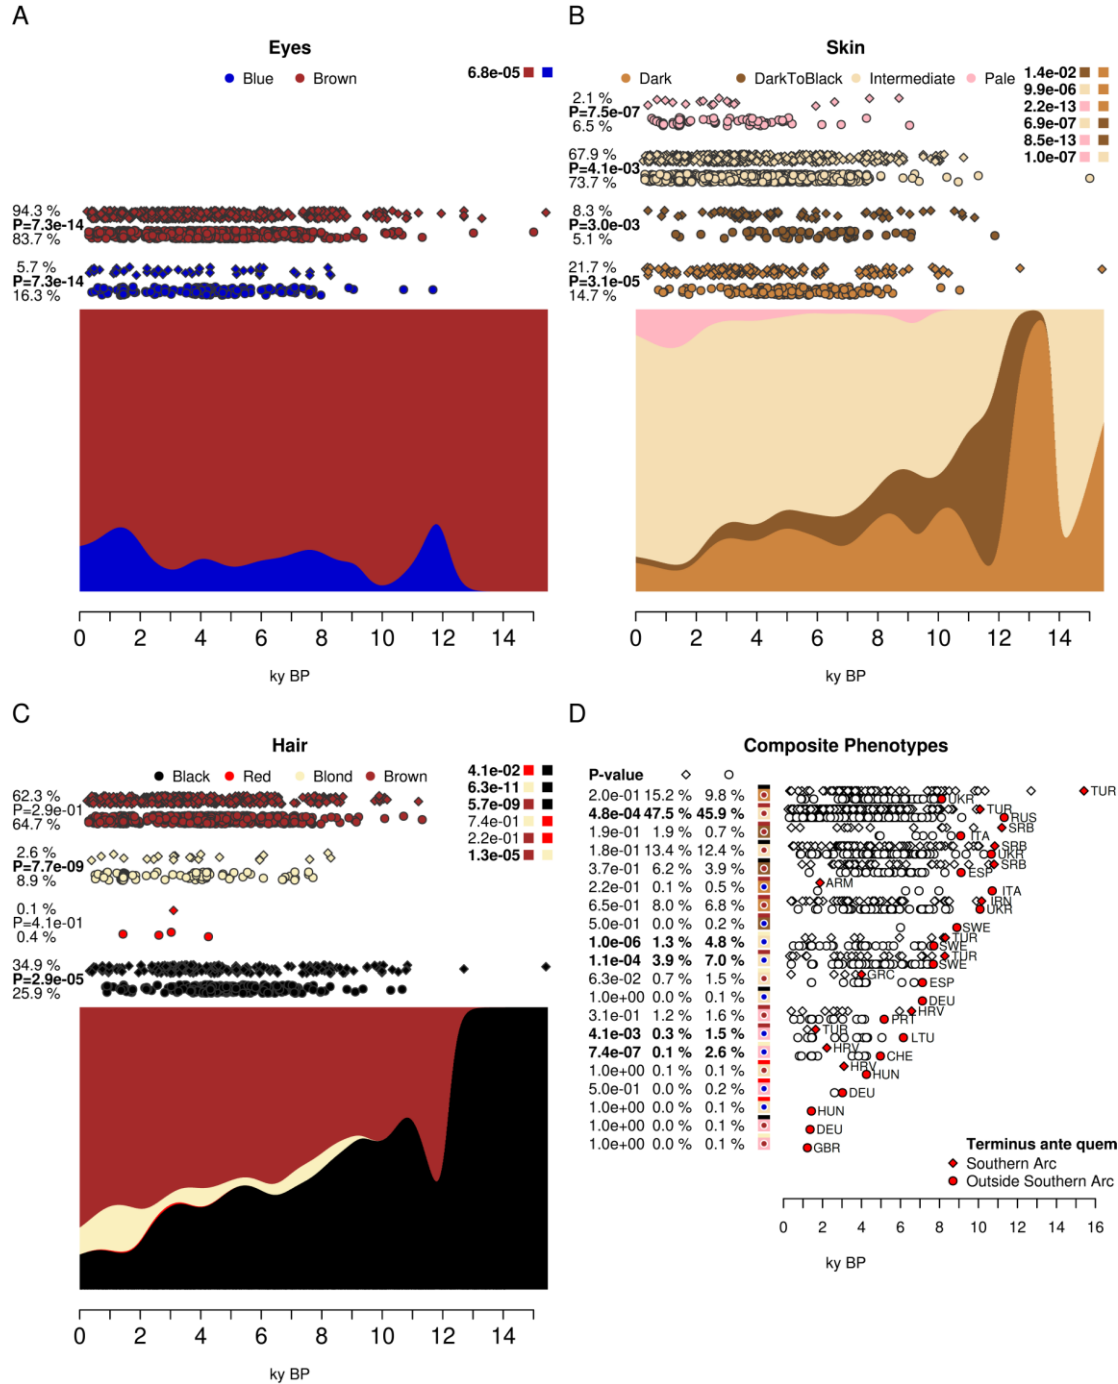 A
Eyes
Blue
Brown
6.8e-05
94.3 %
P=7.3e-14
83.7 %
5.7 %
P=7.3e-14
16.3 %
0 2 4 6 8 10 12 14
ky BP
B
Skin
Dark
DarkToBlack
Intermediate
Pale
1.4e-02
9.9e-06
2.2e-13
6.9e-07
8.5e-13
1.0e-07
2.1 %
P=7.5e-07
6.5 %
67.9 %
P=4.1e-03
73.7 %
8.3 %
P=3.0e-03
5.1 %
21.7 %
P=3.1e-05
14.7 %
0 2 4 6 8 10 12 14
ky BP
C
Hair
Black
Red
Blond
Brown
4.1e-02
6.3e-11
5.7e-09
7.4e-01
2.2e-01
1.3e-05
62.3 %
P=2.9e-01
64.7 %
2.6 %
P=7.7e-09
8.9 %
0.1 %
P=4.1e-01
0.4 %
34.9 %
P=2.9e-05
25.9 %
0 2 4 6 8 10 12 14
ky BP
D
Composite Phenotypes
P-value
2.0e-01 15.2 % 9.8 % UKR TUR
4.8e-04 47.5 % 45.9 % TUR RUS
1.9e-01 1.9 % 0.7 % SRB ITA
1.8e-01 13.4 % 12.4 % SRB UKR
3.7e-01 6.2 % 3.9 % SRB ESP
2.2e-01 0.1 % 0.5 % ARM ITA
6.5e-01 8.0 % 6.8 % IRN UKR
5.0e-01 0.0 % 0.2 % SWE
1.0e-06 1.3 % 4.8 % TUR SWE
1.1e-04 3.9 % 7.0 % TUR SWE
6.3e-02 0.7 % 1.5 % GRC ESP
1.0e+00 0.0 % 0.1 % DEU
3.1e-01 1.2 % 1.6 % HRV PRT
4.1e-03 0.3 % 1.5 % TUR LTU
7.4e-07 0.1 % 2.6 % HRV CHE
1.0e+00 0.1 % 0.1 % HRV HUN
5.0e-01 0.0 % 0.2 % DEU
1.0e+00 0.0 % 0.1 % HUN
1.0e+00 0.0 % 0.1 % DEU
1.0e+00 0.0 % 0.1 % GBR
Terminus ante quem
Southern Arc
Outside Southern Arc
0 2 4 6 8 10 12 14 16
ky BP